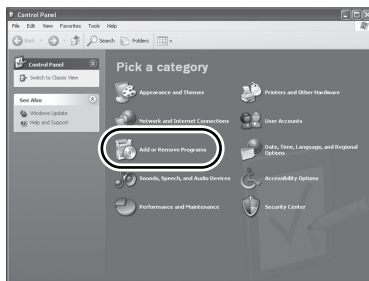 Control Panel
File Edit View Favorites Tools Help
Back Search Folders
Control Panel
Switch to Classic View
See Also
Windows Update
Help and Support
Pick a category
Appearance and Themes
Printers and Other Hardware
Network and Internet Connections
User Accounts
Add or Remove Programs
Date, Time, Language, and Regional
Options
Sounds, Speech, and Audio Devices
Accessibility Options
Performance and Maintenance
Security Center